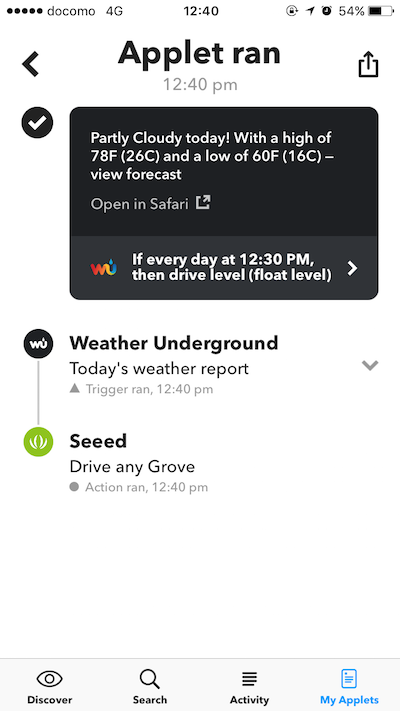 docomo 4G 12:40 54%
Applet ran
12:40 pm
Partly Cloudy today! With a high of
78F (26C) and a low of 60F (16C) —
view forecast
Open in Safari
wu If every day at 12:30 PM,
then drive level (float level)
wu Weather Underground
Today's weather report
Trigger ran, 12:40 pm
Seeed
Drive any Grove
Action ran, 12:40 pm
Discover Search Activity My Applets